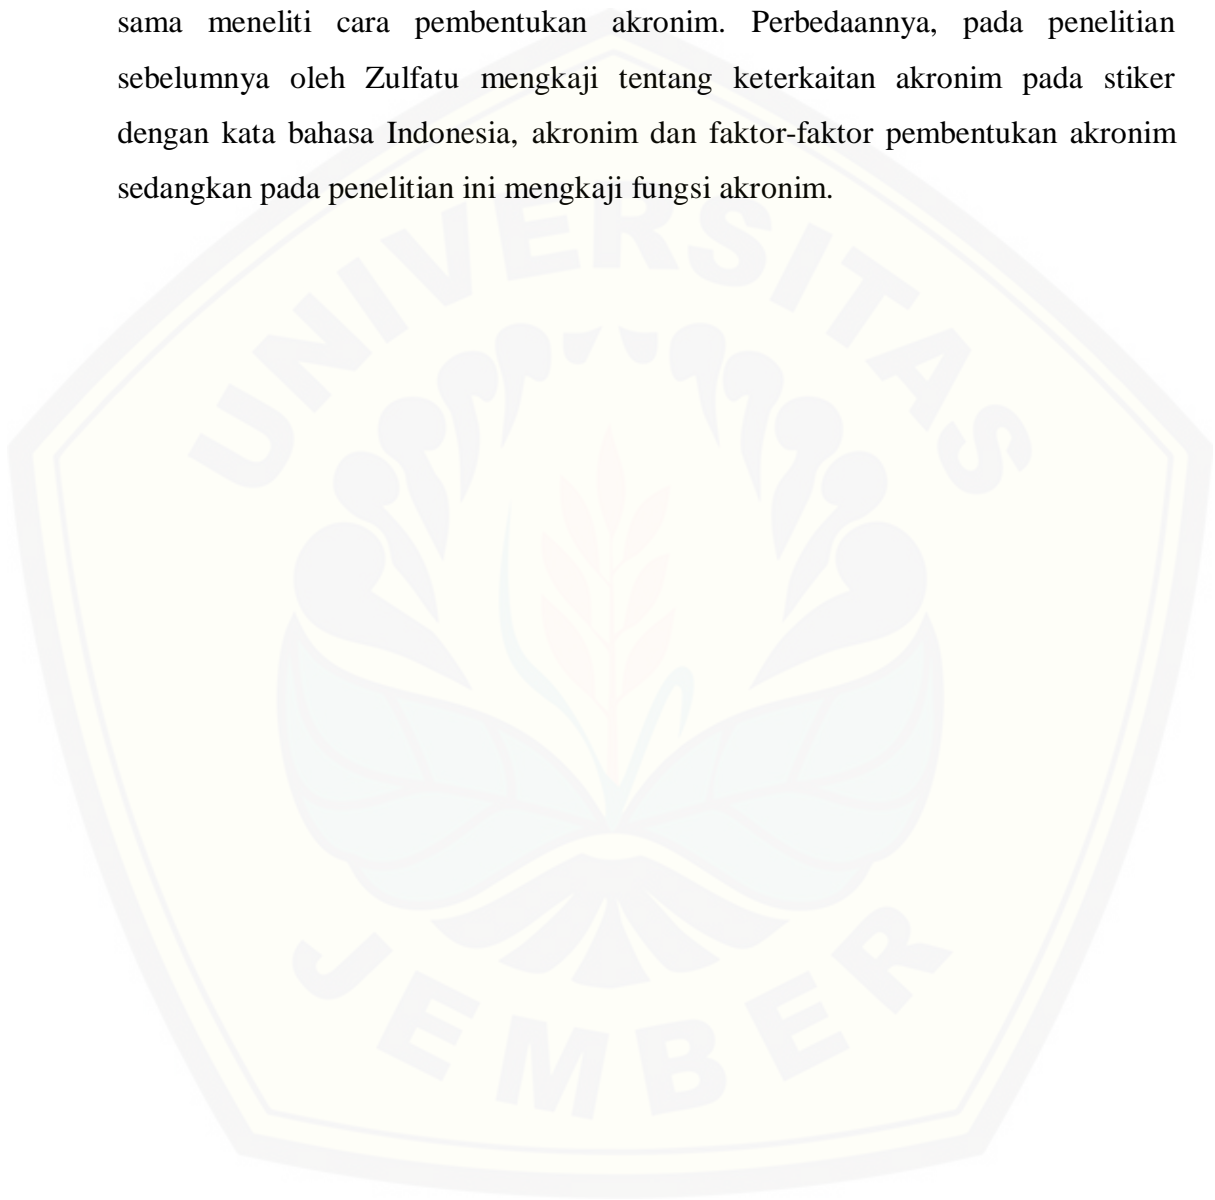 sama meneliti cara pembentukan akronim. Perbedaannya, pada penelitian
sebelumnya oleh Zulfatu mengkaji tentang keterkaitan akronim pada stiker
dengan kata bahasa Indonesia, akronim dan faktor-faktor pembentukan akronim
sedangkan pada penelitian ini mengkaji fungsi akronim.
UNIVERSITAS
JEMBER